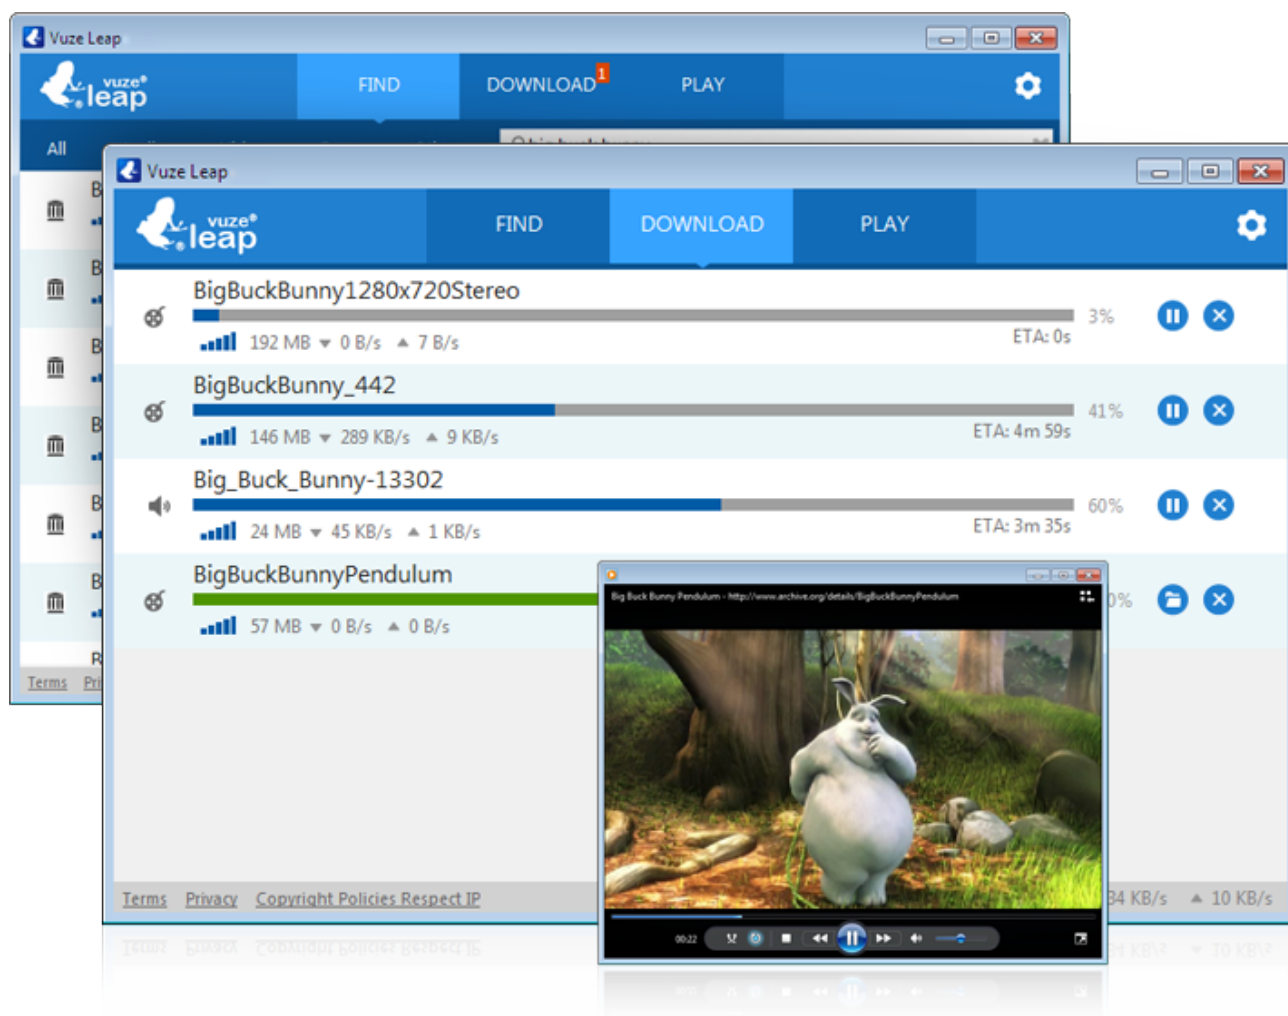 Vuze Leap
vuze®
leap
FIND
DOWNLOAD 1
PLAY
All
Terms
Vuze Leap
vuze®
leap
FIND
DOWNLOAD
PLAY
BigBuckBunny1280x720Stereo
3%
192 MB ▼ 0 B/s ▲ 7 B/s
ETA: 0s
BigBuckBunny_442
41%
146 MB ▼ 289 KB/s ▲ 9 KB/s
ETA: 4m 59s
Big_Buck_Bunny-13302
60%
24 MB ▼ 45 KB/s ▲ 1 KB/s
ETA: 3m 35s
BigBuckBunnyPendulum
0%
57 MB ▼ 0 B/s ▲ 0 B/s
Big Buck Bunny Pendulum - http://www.archive.org/details/BigBuckBunnyPendulum
00:22
Terms Privacy Copyright Policies Respect IP
34 KB/s ▲ 10 KB/s